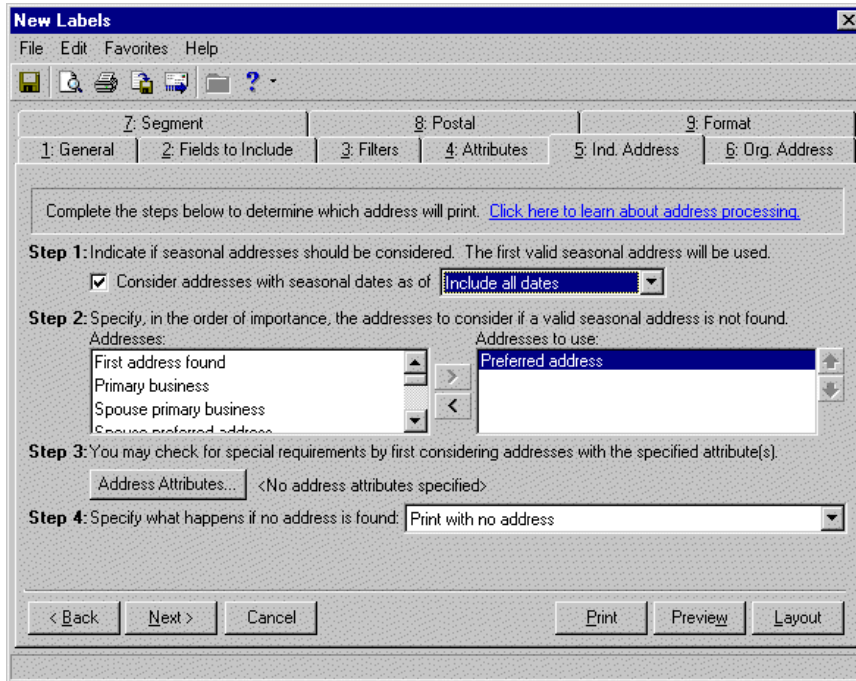 New Labels
File Edit Favorites Help
7: Segment 8: Postal 9: Format
1: General 2: Fields to Include 3: Filters 4: Attributes 5: Ind. Address 6: Org. Address
Complete the steps below to determine which address will print. Click here to learn about address processing.
Step 1: Indicate if seasonal addresses should be considered. The first valid seasonal address will be used.
Consider addresses with seasonal dates as of Include all dates
Step 2: Specify, in the order of importance, the addresses to consider if a valid seasonal address is not found.
Addresses: Addresses to use:
First address found Preferred address
Primary business
Spouse primary business
Spouse preferred address
Step 3: You may check for special requirements by first considering addresses with the specified attribute(s).
Address Attributes... <No address attributes specified>
Step 4: Specify what happens if no address is found: Print with no address
< Back Next > Cancel Print Preview Layout